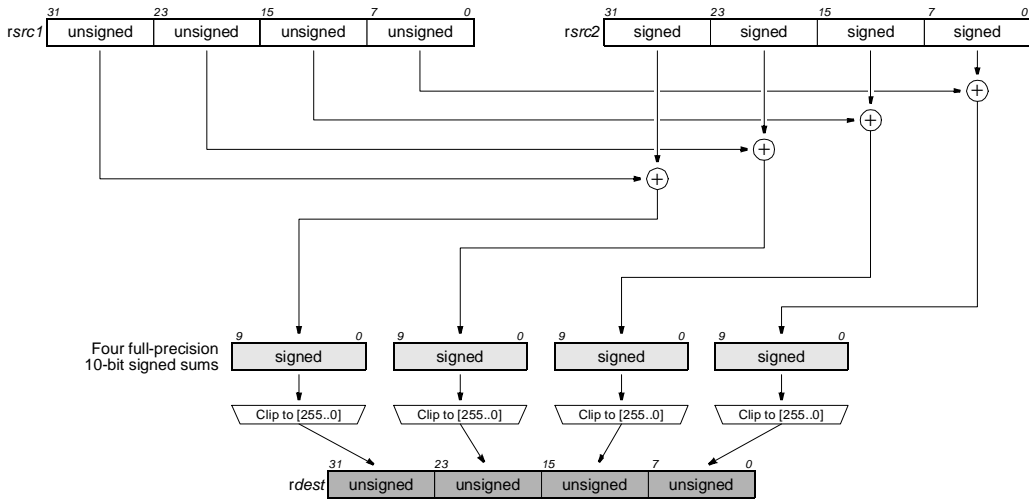 31 23 15 7 0 31 23 15 7 0
rsrc1 unsigned unsigned unsigned unsigned rsrc2 signed signed signed signed
+
+
+
+
9 0 9 0 9 0 9 0
Four full-precision
10-bit signed sums
signed signed signed signed
Clip to [255..0] Clip to [255..0] Clip to [255..0] Clip to [255..0]
31 23 15 7 0
rdest unsigned unsigned unsigned unsigned